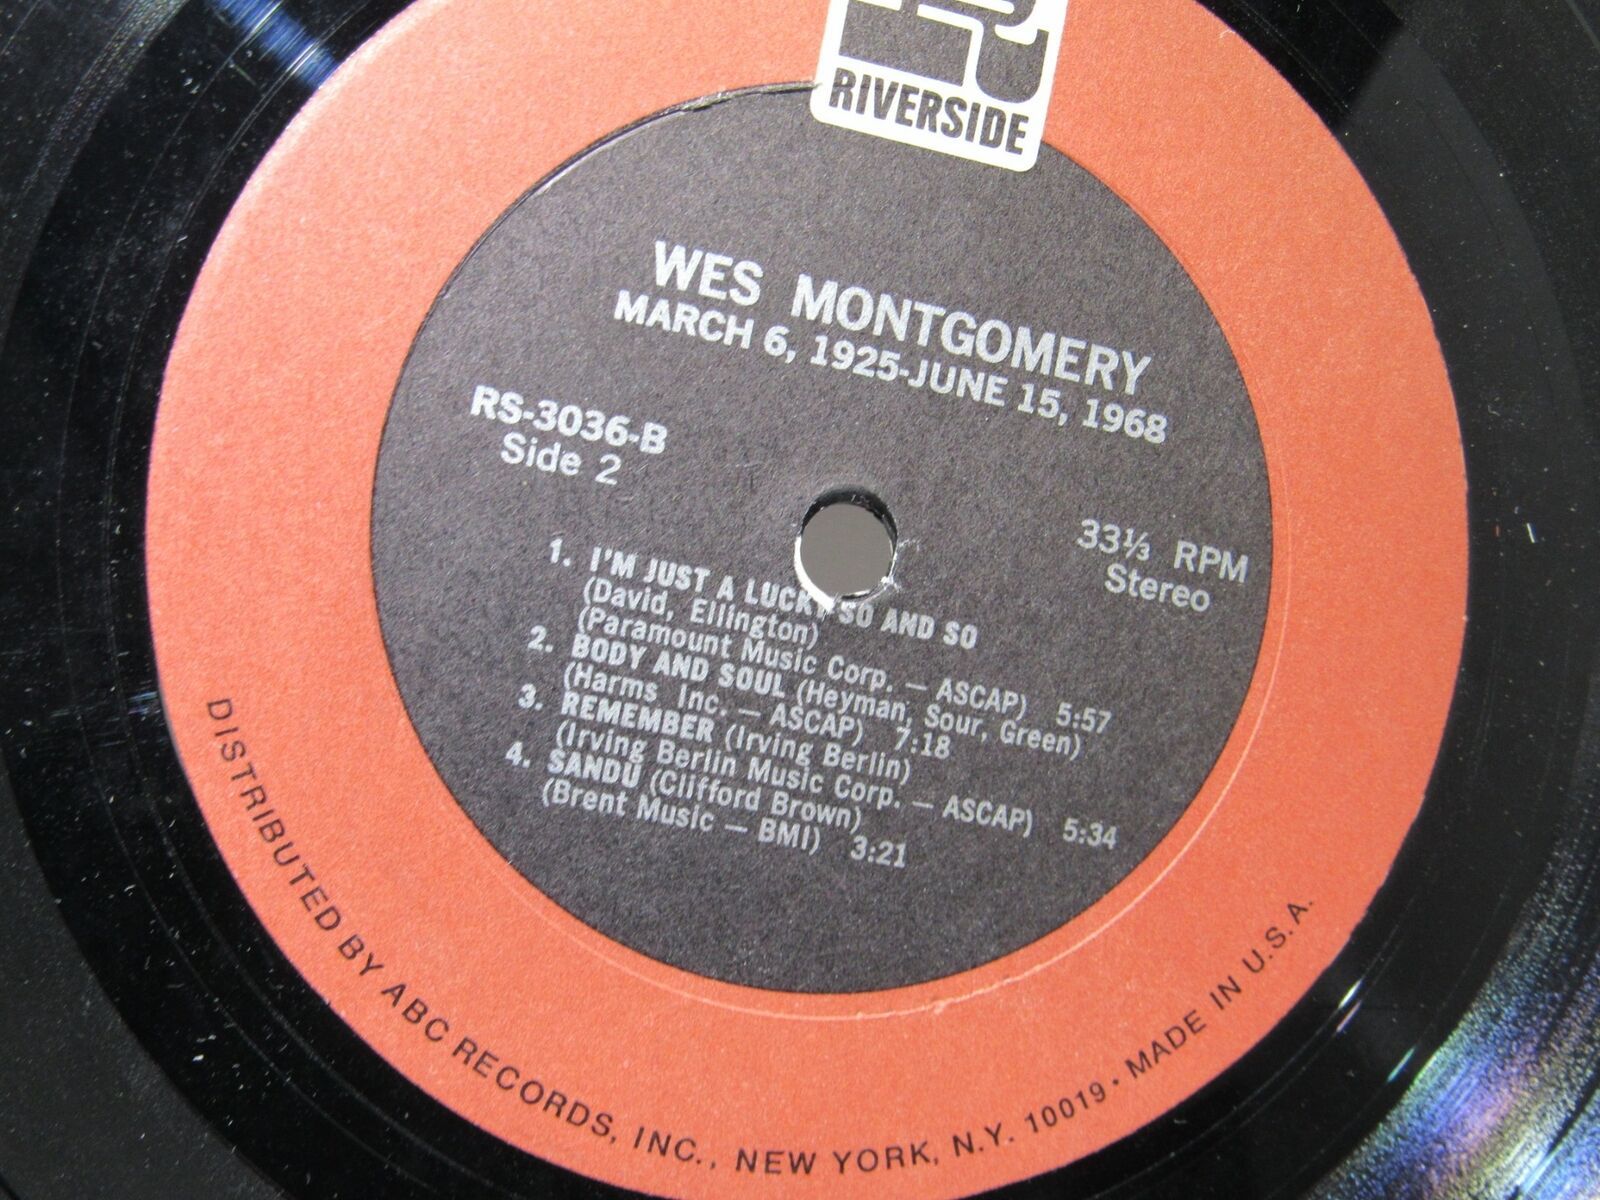 RIVERSIDE
WES MONTGOMERY
MARCH 6, 1925-JUNE 15, 1968
RS-3036-B
Side 2
33⅓ RPM
Stereo
1. I'M JUST A LUCKY SO AND SO
(David, Ellington)
(Paramount Music Corp. — ASCAP) 5:57
2. BODY AND SOUL (Heyman, Sour, Green)
(Harms Inc. — ASCAP) 7:18
3. REMEMBER (Irving Berlin)
(Irving Berlin Music Corp. — ASCAP) 5:34
4. SANDU (Clifford Brown)
(Brent Music — BMI) 3:21
DISTRIBUTED BY ABC RECORDS, INC., NEW YORK, N.Y. 10019 • MADE IN U.S.A.